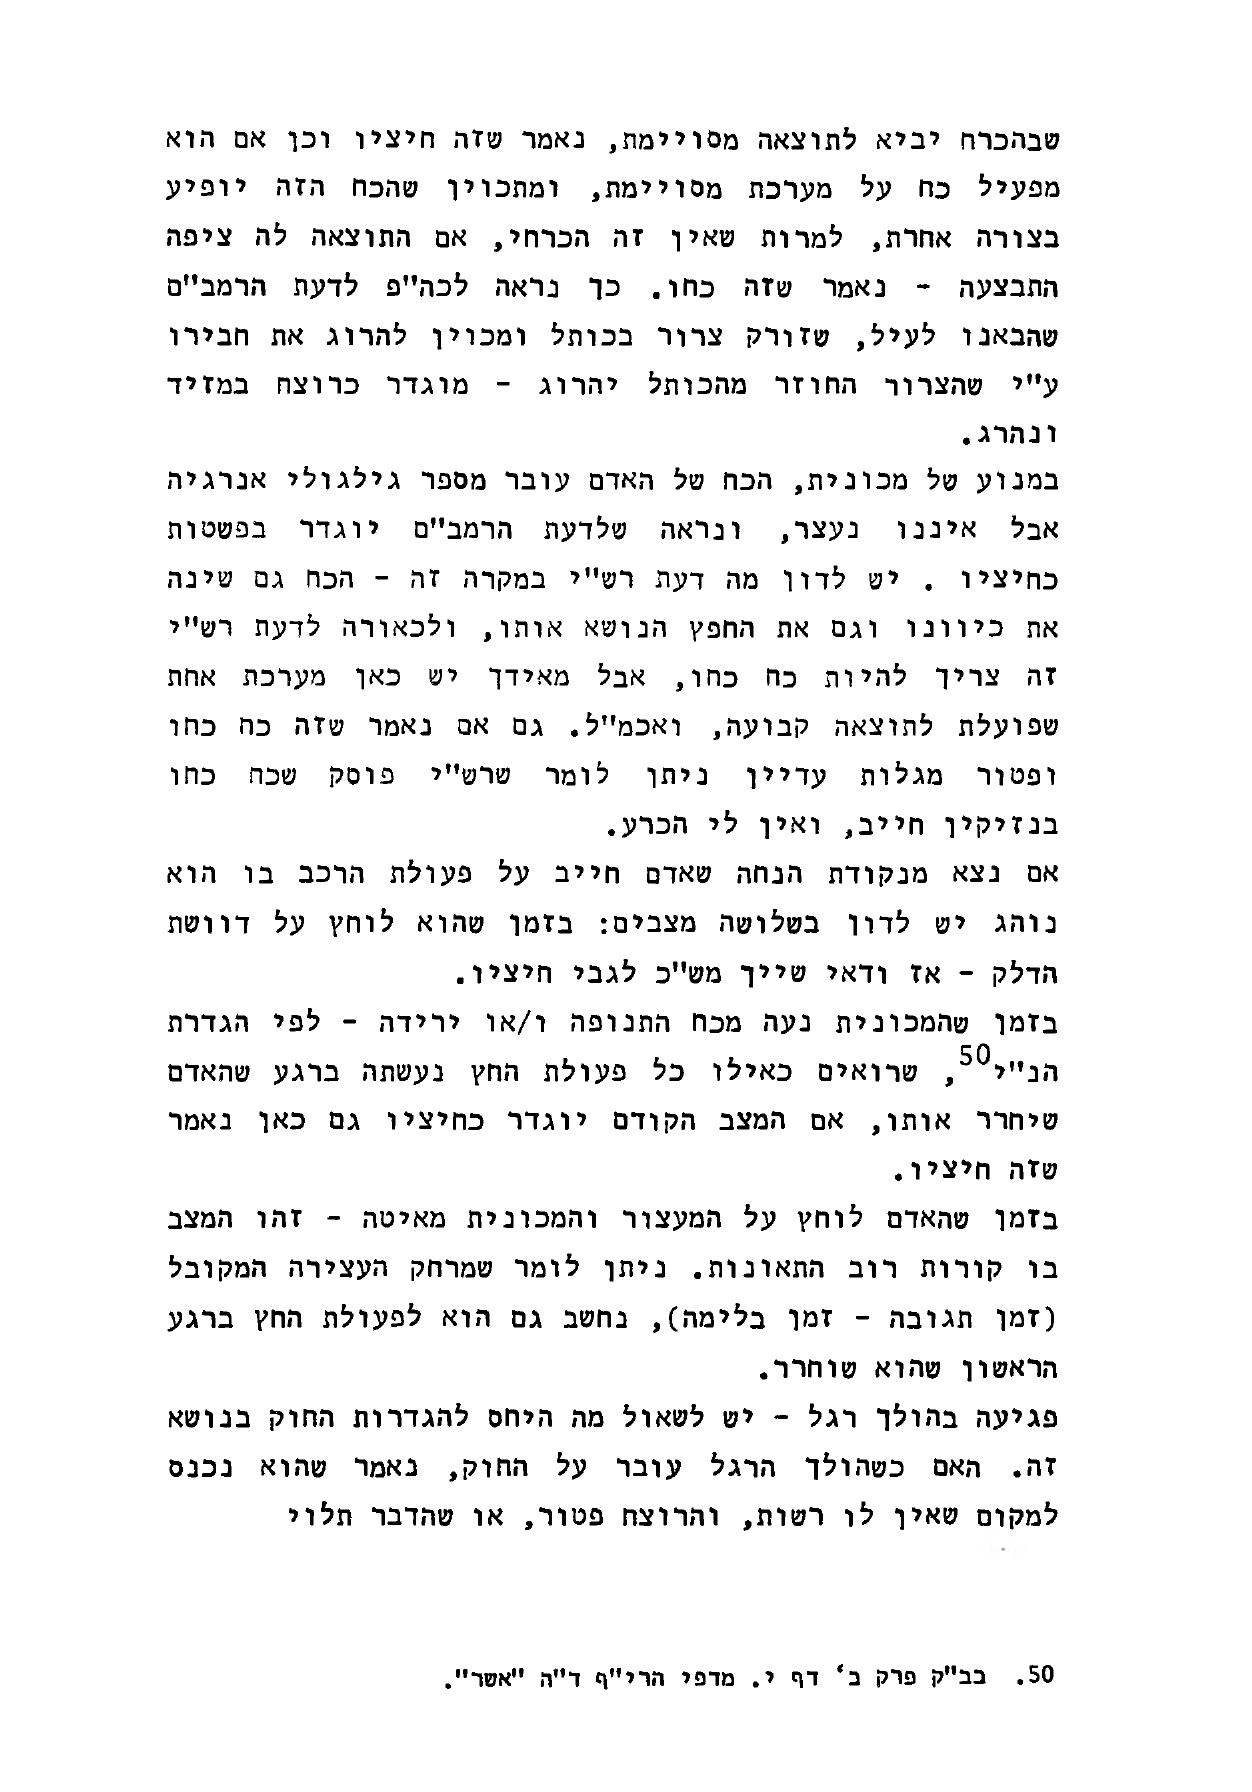 שבהכרח יביא לתוצאה מסויימת, נאמר שזה חיציו וכן אם הוא
מפעיל כח על מערכת מסויימת, ומתכוין שהכח הזה יופיע
בצורה אחרת, למרות שאין זה הכרחי, אם התוצאה לה ציפה
התבצעה - נאמר שזה כחו. כך נראה לכה"פ לדעת הרמב"ם
שהבאנו לעיל, שזורק צרור בכותל ומכוין להרוג את חבירו
ע"י שהצרור החוזר מהכותל יהרוג - מוגדר כרוצח במזיד
ונהרג.
במנוע של מכונית, הכח של האדם עובר מספר גילגולי אנרגיה
אבל איננו נעצר, ונראה שלדעת הרמב"ם יוגדר בפשטות
כחיציו . יש לדון מה דעת רש"י במקרה זה - הכח גם שינה
את כיוונו וגם את החפץ הנושא אותו, ולכאורה לדעת רש"י
זה צריך להיות כח כחו, אבל מאידך יש כאן מערכת אחת
שפועלת לתוצאה קבועה, ואכמ"ל. גם אם נאמר שזה כח כחו
ופטור מגלות עדיין ניתן לומר שרש"י פוסק שכח כחו
בנזיקין חייב, ואין לי הכרע.
אם נצא מנקודת הנחה שאדם חייב על פעולת הרכב בו הוא
נוהג יש לדון בשלושה מצבים: בזמן שהוא לוחץ על דוושת
הדלק - אז ודאי שייך מש"כ לגבי חיציו.
בזמן שהמכונית נעה מכח התנופה ו/או ירידה - לפי הגדרת
הנ"י50, שרואים כאילו כל פעולת החץ נעשתה ברגע שהאדם
שיחרר אותו, אם המצב הקודם יוגדר כחיציו גם כאן נאמר
שזה חיציו.
בזמן שהאדם לוחץ על המעצור והמכונית מאיטה - זהו המצב
בו קורות רוב התאונות. ניתן לומר שמרחק העצירה המקובל
(זמן תגובה - זמן בלימה), נחשב גם הוא לפעולת החץ ברגע
הראשון שהוא שוחרר.
פגיעה בהולך רגל - יש לשאול מה היחס להגדרות החוק בנושא
זה. האם כשהולך הרגל עובר על החוק, נאמר שהוא נכנס
למקום שאין לו רשות, והרוצח פטור, או שהדבר תלוי
50. בב"ק פרק ב' דף י. מדפי הרי"ף ד"ה "אשר".